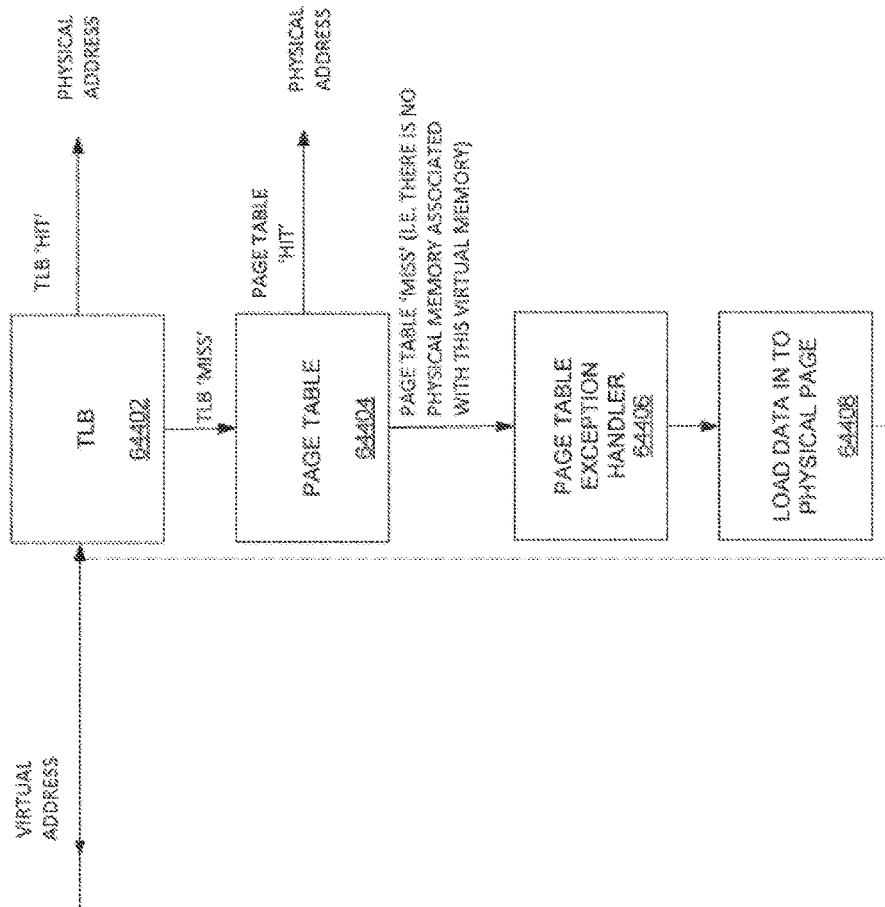 VIRTUAL
ADDRESS
TLB
64402
TLB 'HIT'
PHYSICAL
ADDRESS
TLB 'MISS'
PAGE TABLE
64404
PAGE TABLE
'HIT'
PHYSICAL
ADDRESS
PAGE TABLE 'MISS' (I.E. THERE IS NO
PHYSICAL MEMORY ASSOCIATED
WITH THIS VIRTUAL MEMORY)
PAGE TABLE
EXCEPTION
HANDLER
64406
LOAD DATA IN TO
PHYSICAL PAGE
64408